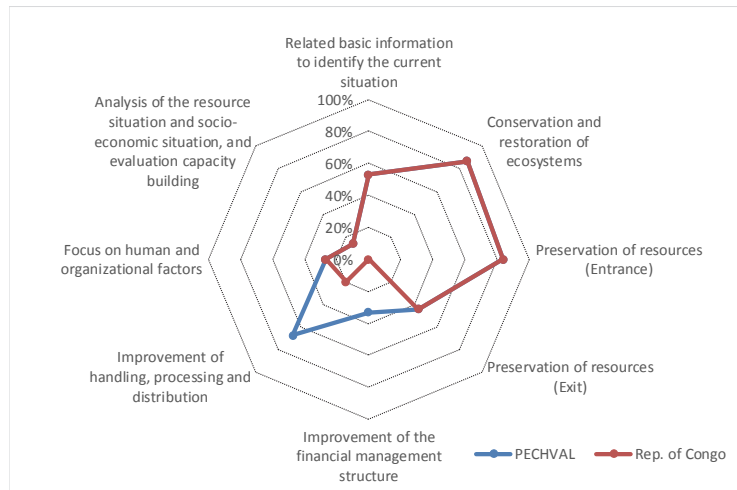 Related basic information
to identify the current
situation
100%
80%
60%
40%
20%
0%
Conservation and
restoration of
ecosystems
Preservation of resources
(Entrance)
Preservation of resources
(Exit)
Improvement of the
financial management
structure
Improvement of
handling, processing and
distribution
Focus on human and
organizational factors
Analysis of the resource
situation and socio-
economic situation, and
evaluation capacity
building
PECHVAL
Rep. of Congo